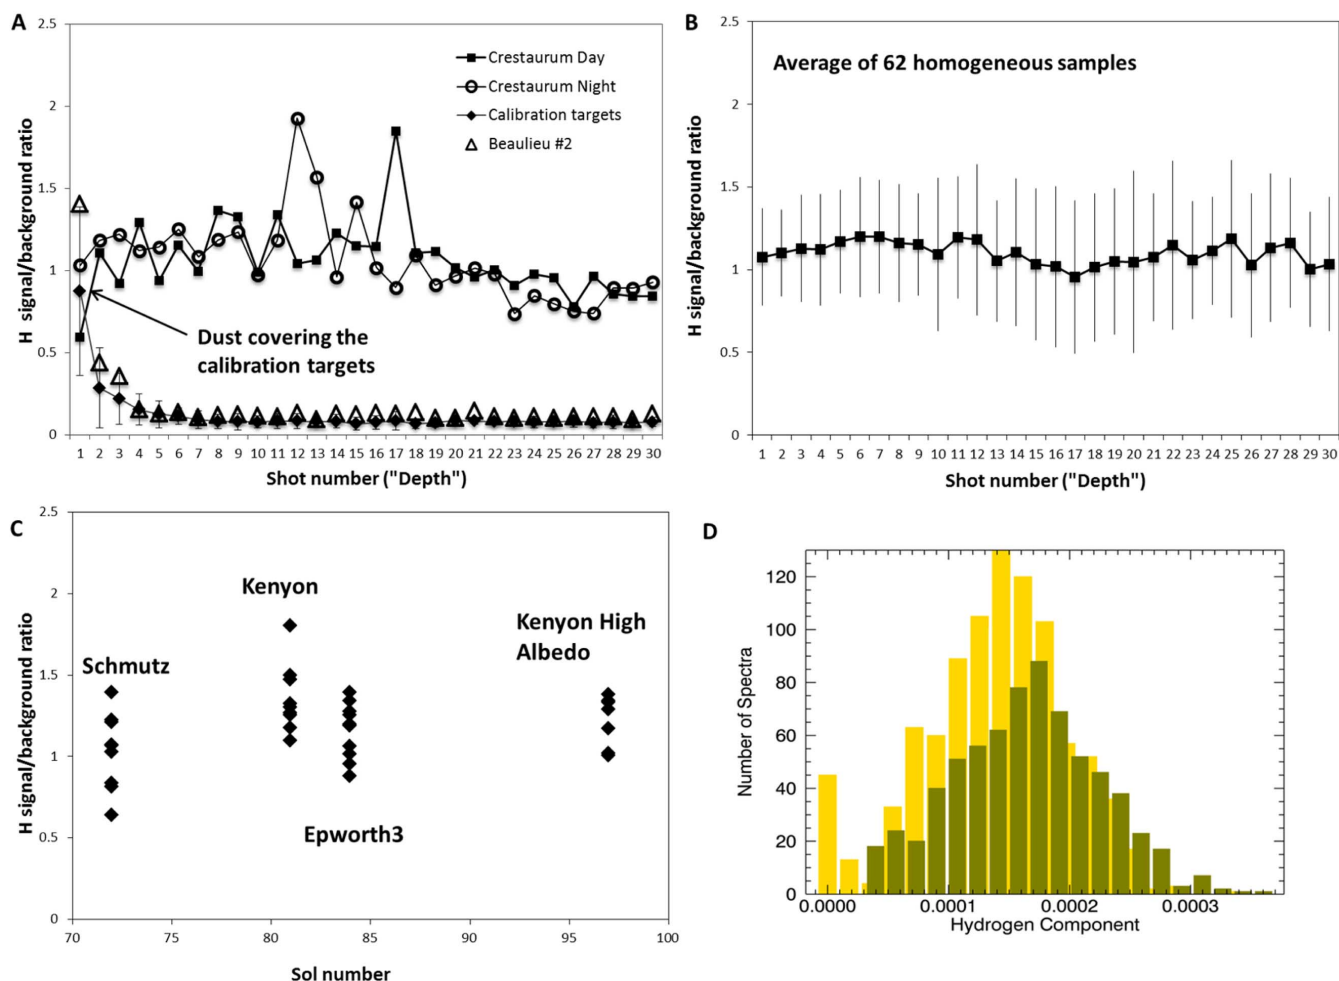 A
2.5
2
1.5
1
0.5
0
H signal/background ratio
Crestaurum Day
Crestaurum Night
Calibration targets
Beaulieu #2
Dust covering the
calibration targets
1 2 3 4 5 6 7 8 9 10 11 12 13 14 15 16 17 18 19 20 21 22 23 24 25 26 27 28 29 30
Shot number ("Depth")
B
2.5
2
1.5
1
0.5
0
H signal/background ratio
Average of 62 homogeneous samples
1 2 3 4 5 6 7 8 9 10 11 12 13 14 15 16 17 18 19 20 21 22 23 24 25 26 27 28 29 30
Shot number ("Depth")
C
2.5
2
1.5
1
0.5
0
H signal/background ratio
Kenyon
Schmutz
Kenyon High
Albedo
Epworth3
70 75 80 85 90 95 100
Sol number
D
120
100
80
60
40
20
0
Number of Spectra
0.0000 0.0001 0.0002 0.0003
Hydrogen Component